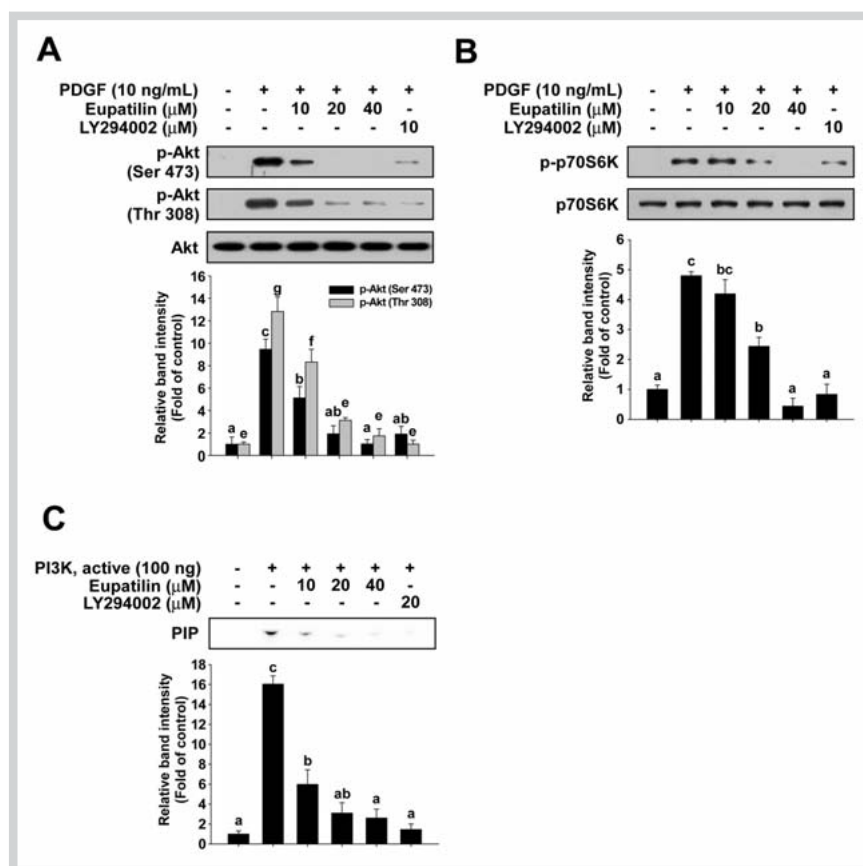 A
PDGF (10 ng/mL) - + + + + +
Eupatilin (μM) - - 10 20 40 -
LY294002 (μM) - - - - - 10
p-Akt
(Ser 473)
p-Akt
(Thr 308)
Akt
Relative band intensity
(Fold of control)
16
14
12
10
8
6
4
2
0
p-Akt (Ser 473)
p-Akt (Thr 308)
a e c g b f ab e a e ab e
B
PDGF (10 ng/mL) - + + + + +
Eupatilin (μM) - - 10 20 40 -
LY294002 (μM) - - - - - 10
p-p70S6K
p70S6K
Relative band intensity
(Fold of control)
6
5
4
3
2
1
0
a c bc b a a
C
PI3K, active (100 ng) - + + + + +
Eupatilin (μM) - - 10 20 40 -
LY294002 (μM) - - - - - 20
PIP
Relative band intensity
(Fold of control)
18
16
14
12
10
8
6
4
2
0
a c b ab a a